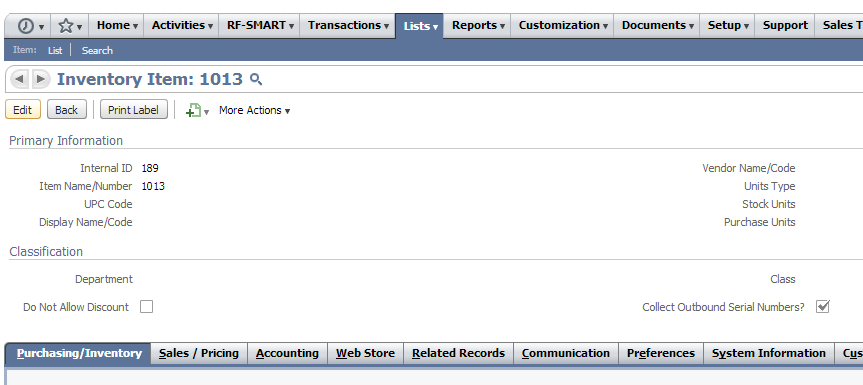 Home Activities RF-SMART Transactions Lists Reports Customization Documents Setup Support Sales T
Item: List Search
Inventory Item: 1013
Edit Back Print Label More Actions
Primary Information
Internal ID 189 Vendor Name/Code
Item Name/Number 1013 Units Type
UPC Code Stock Units
Display Name/Code Purchase Units
Classification
Department Class
Do Not Allow Discount Collect Outbound Serial Numbers?
Purchasing/Inventory Sales / Pricing Accounting Web Store Related Records Communication Preferences System Information Cus